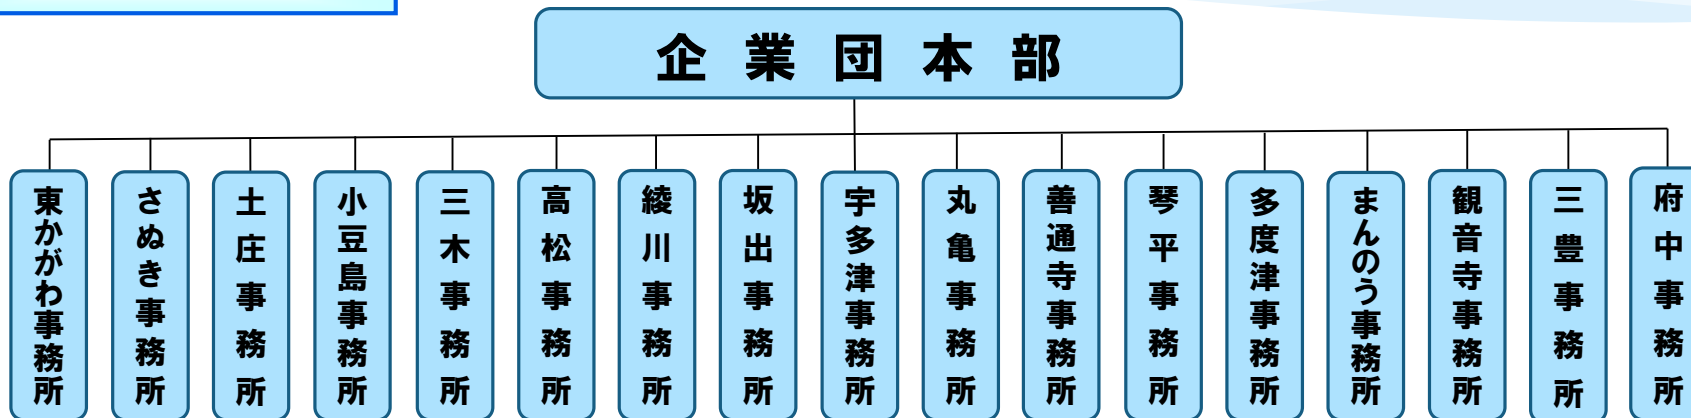 企業団本部
東かがわ事務所
さぬき事務所
土庄事務所
小豆島事務所
三木事務所
高松事務所
綾川事務所
坂出事務所
宇多津事務所
丸亀事務所
善通寺事務所
琴平事務所
多度津事務所
まんのう事務所
観音寺事務所
三豊事務所
府中事務所